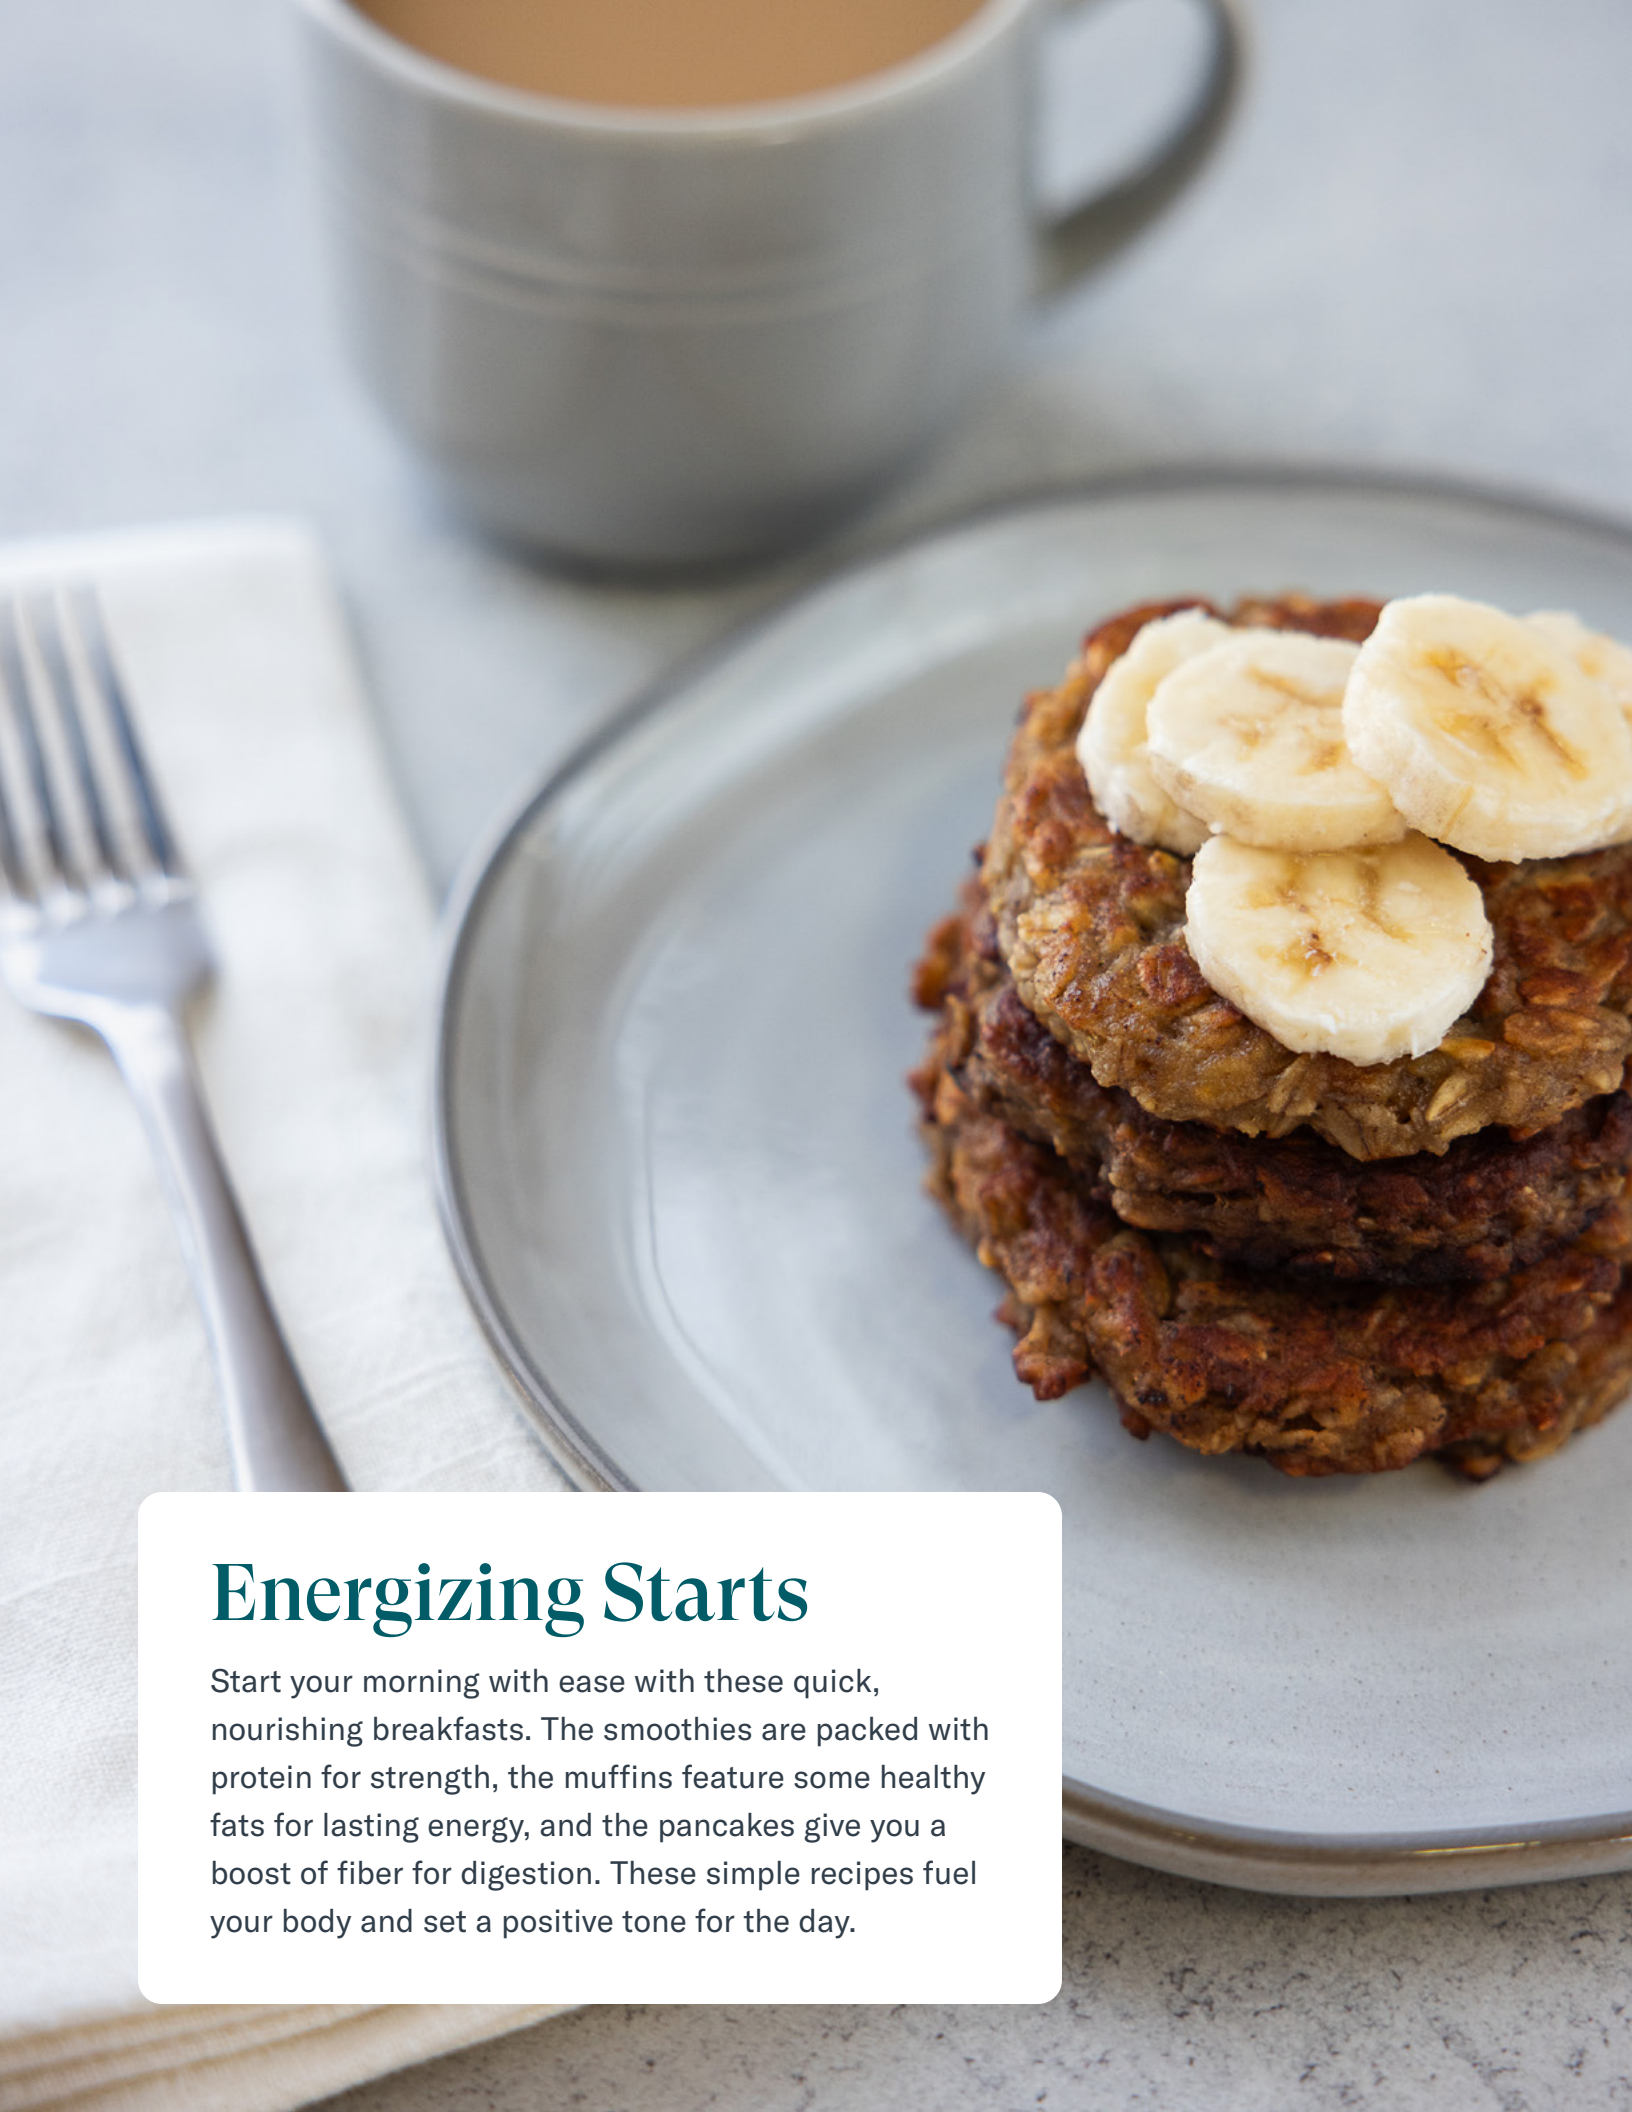 Energizing Starts
Start your morning with ease with these quick,
nourishing breakfasts. The smoothies are packed with
protein for strength, the muffins feature some healthy
fats for lasting energy, and the pancakes give you a
boost of fiber for digestion. These simple recipes fuel
your body and set a positive tone for the day.